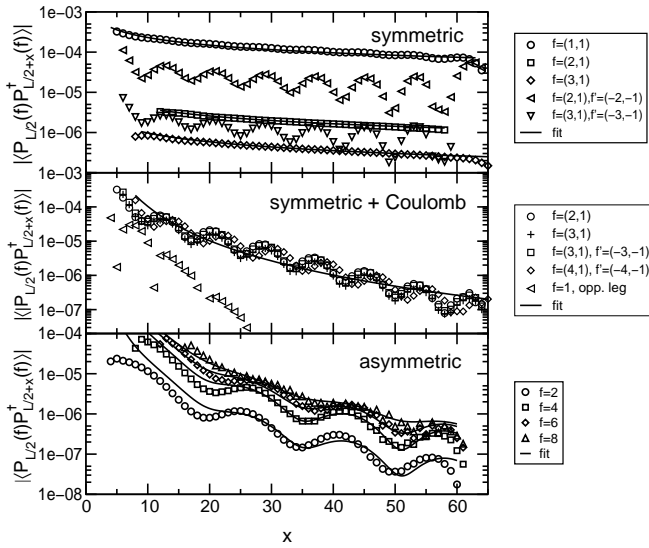 1e-03
1e-04
1e-05
1e-06
|⟨P_{L/2}(f)P^†_{L/2+x}(f)⟩|
symmetric
f=(1,1)
f=(2,1)
f=(3,1)
f=(2,1),f'=(-2,-1)
f=(3,1),f'=(-3,-1)
fit
1e-03
1e-04
1e-05
1e-06
1e-07
|⟨P_{L/2}(f)P^†_{L/2+x}(f)⟩|
symmetric + Coulomb
f=(2,1)
f=(3,1)
f=(3,1), f'=(-3,-1)
f=(4,1), f'=(-4,-1)
f=1, opp. leg
fit
1e-04
1e-05
1e-06
1e-07
1e-08
|⟨P_{L/2}(f)P^†_{L/2+x}(f)⟩|
asymmetric
f=2
f=4
f=6
f=8
fit
0 10 20 30 40 50 60
x